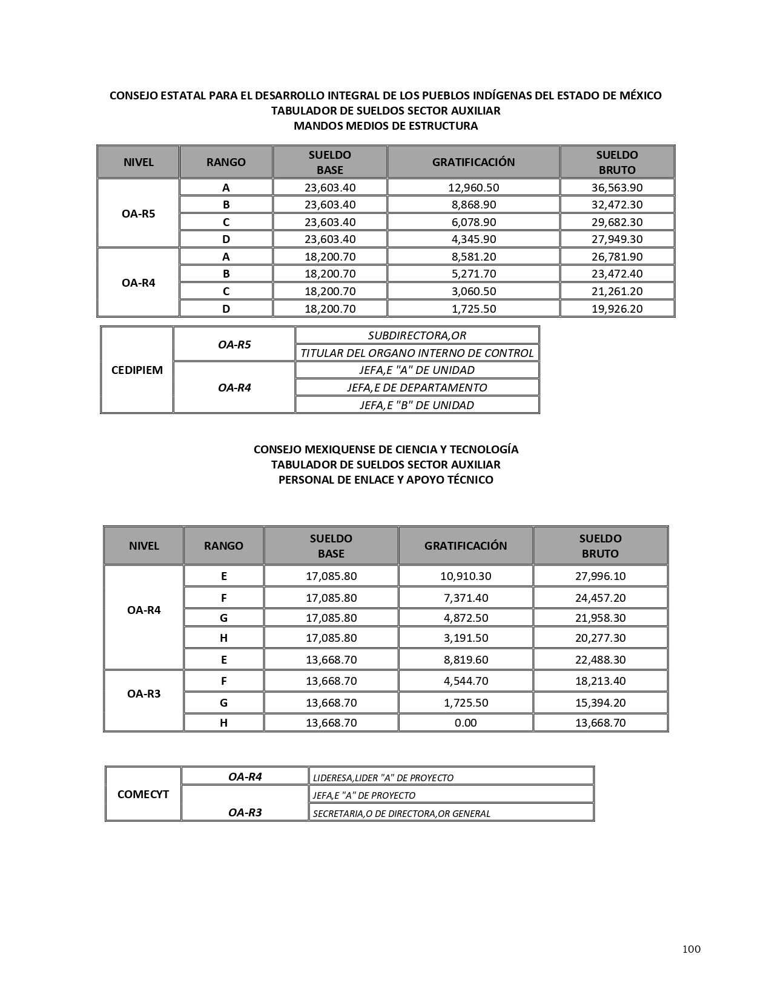 CONSEJO ESTATAL PARA EL DESARROLLO INTEGRAL DE LOS PUEBLOS INDÍGENAS DEL ESTADO DE MÉXICO
TABULADOR DE SUELDOS SECTOR AUXILIAR
MANDOS MEDIOS DE ESTRUCTURA
NIVEL RANGO SUELDO BASE GRATIFICACIÓN SUELDO BRUTO
OA-R5
A 23,603.40 12,960.50 36,563.90
B 23,603.40 8,868.90 32,472.30
C 23,603.40 6,078.90 29,682.30
D 23,603.40 4,345.90 27,949.30
OA-R4
A 18,200.70 8,581.20 26,781.90
B 18,200.70 5,271.70 23,472.40
C 18,200.70 3,060.50 21,261.20
D 18,200.70 1,725.50 19,926.20
CEDIPIEM
OA-R5
SUBDIRECTORA,OR
TITULAR DEL ORGANO INTERNO DE CONTROL
OA-R4
JEFA,E "A" DE UNIDAD
JEFA,E DE DEPARTAMENTO
JEFA,E "B" DE UNIDAD
CONSEJO MEXIQUENSE DE CIENCIA Y TECNOLOGÍA
TABULADOR DE SUELDOS SECTOR AUXILIAR
PERSONAL DE ENLACE Y APOYO TÉCNICO
NIVEL RANGO SUELDO BASE GRATIFICACIÓN SUELDO BRUTO
OA-R4
E 17,085.80 10,910.30 27,996.10
F 17,085.80 7,371.40 24,457.20
G 17,085.80 4,872.50 21,958.30
H 17,085.80 3,191.50 20,277.30
E 13,668.70 8,819.60 22,488.30
OA-R3
F 13,668.70 4,544.70 18,213.40
G 13,668.70 1,725.50 15,394.20
H 13,668.70 0.00 13,668.70
COMECYT
OA-R4 LIDERESA,LIDER "A" DE PROYECTO
JEFA,E "A" DE PROYECTO
OA-R3 SECRETARIA,O DE DIRECTORA,OR GENERAL
100